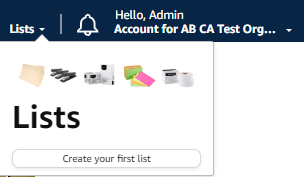 Lists
Hello, Admin
Account for AB CA Test Org...
Lists
Create your first list